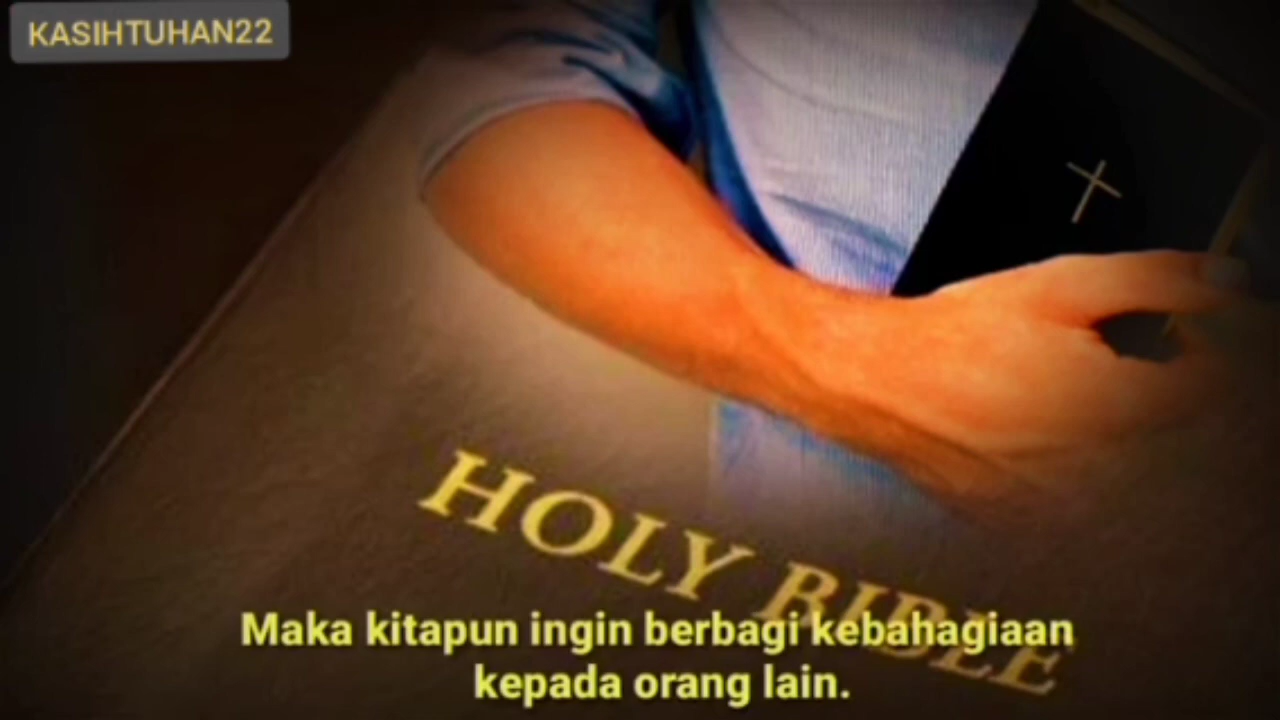 KASIHTUHAN22
HOLY BIBLE
Maka kitapun ingin berbagi kebahagiaan
kepada orang lain.